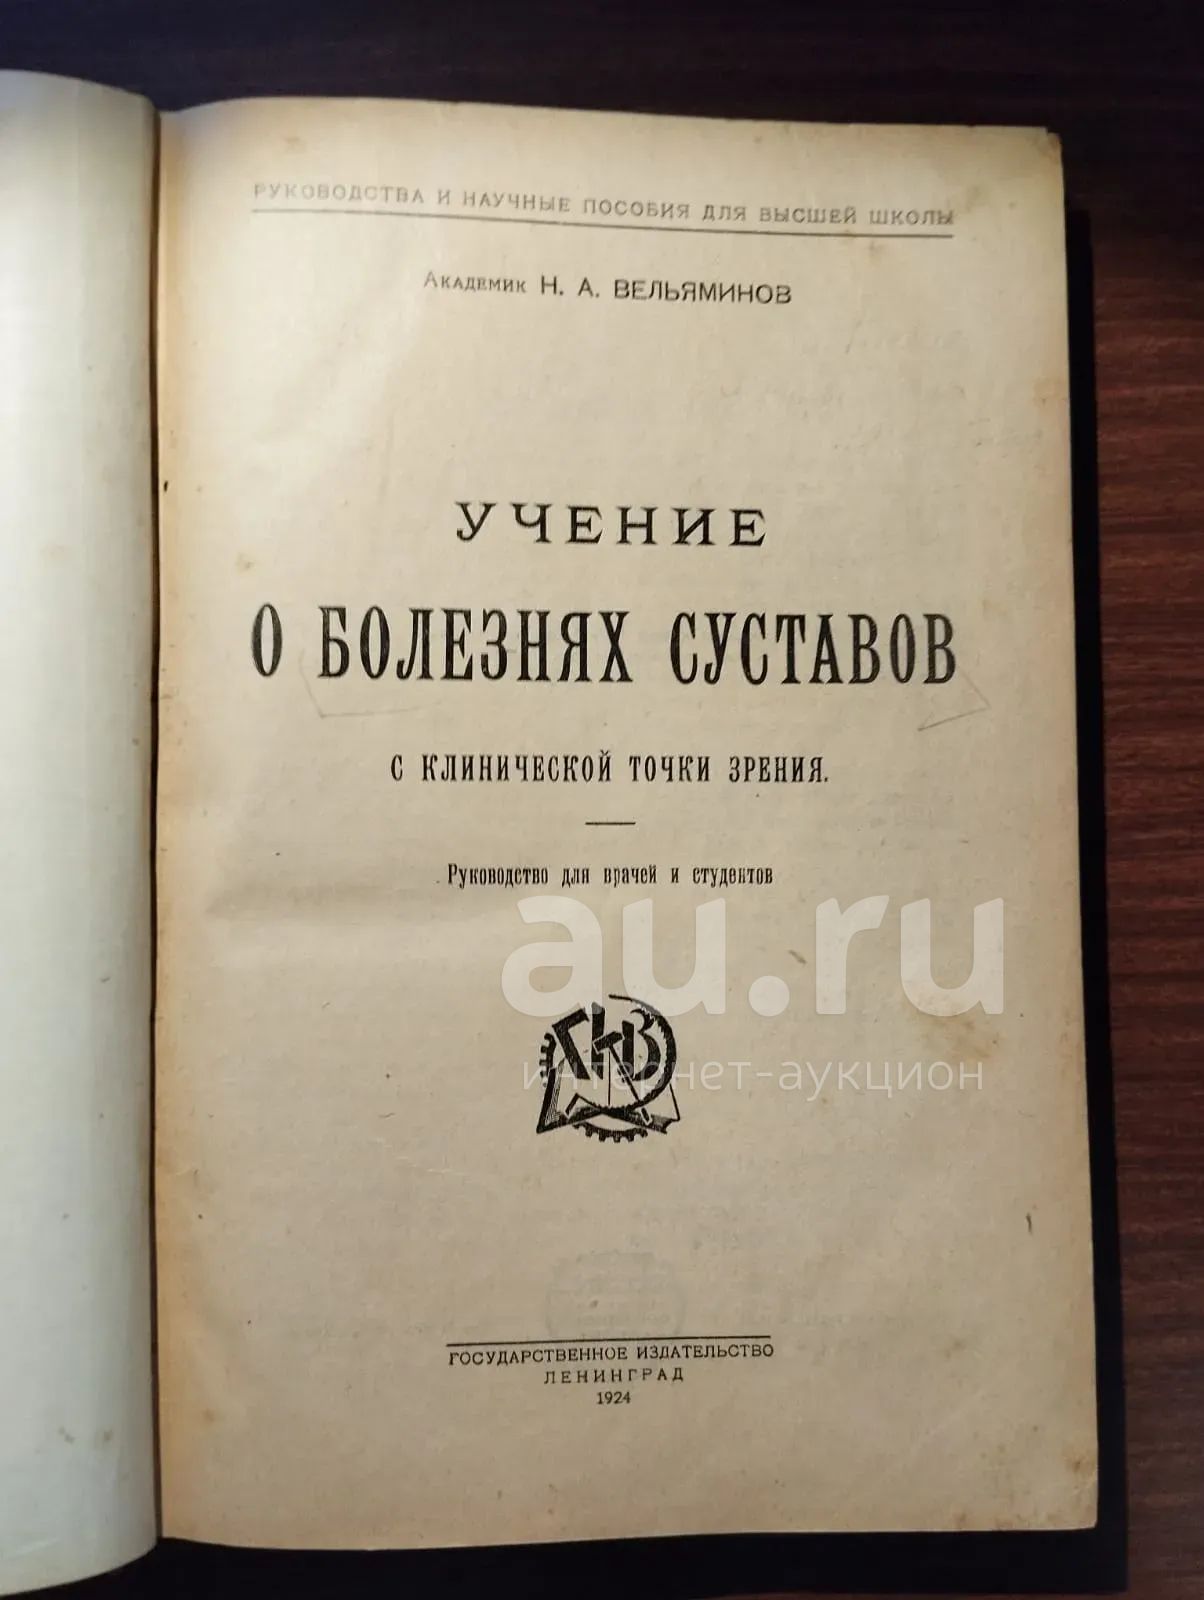 РУКОВОДСТВА И НАУЧНЫЕ ПОСОБИЯ ДЛЯ ВЫСШЕЙ ШКОЛЫ
Академик Н. А. ВЕЛЬЯМИНОВ
УЧЕНИЕ
О БОЛЕЗНЯХ СУСТАВОВ
С КЛИНИЧЕСКОЙ ТОЧКИ ЗРЕНИЯ.
Руководство для врачей и студентов
au.ru
интернет-аукцион
ГОСУДАРСТВЕННОЕ ИЗДАТЕЛЬСТВО
ЛЕНИНГРАД
1924